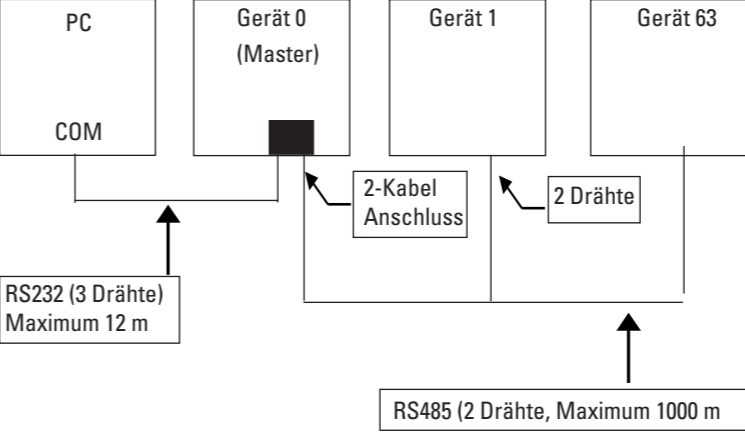 PC
COM
Gerät 0
(Master)
Gerät 1
Gerät 63
2-Kabel
Anschluss
2 Drähte
RS232 (3 Drähte)
Maximum 12 m
RS485 (2 Drähte, Maximum 1000 m